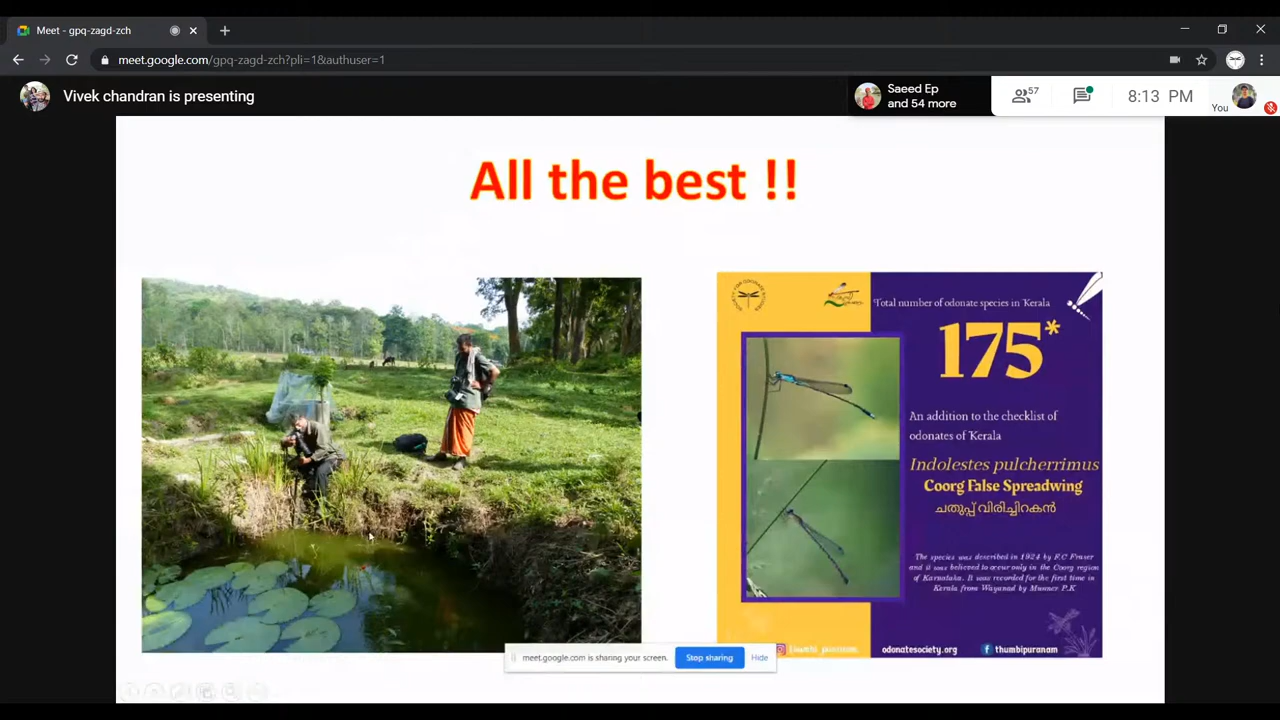 Meet - gpq-zagd-zch
meet.google.com/gpq-zagd-zch?pli=1&authuser=1
Vivek chandran is presenting
Saeed Ep
and 54 more
57
8:13 PM
You
All the best !!
Total number of odonate species in Kerala
175*
An addition to the checklist of
odonates of Kerala
Indolestes pulcherrimus
Coorg False Spreadwing
ചതുപ്പ് വിരിച്ചിറകൻ
The species was described in 1924 by F.C Fraser
and it was believed to occur only in the Coorg region
of Karnataka. It was recorded for the first time in
Kerala from Wayanad by Muneer P.K
odonatesociety.org
thumbipuranam
meet.google.com is sharing your screen.
Stop sharing
Hide